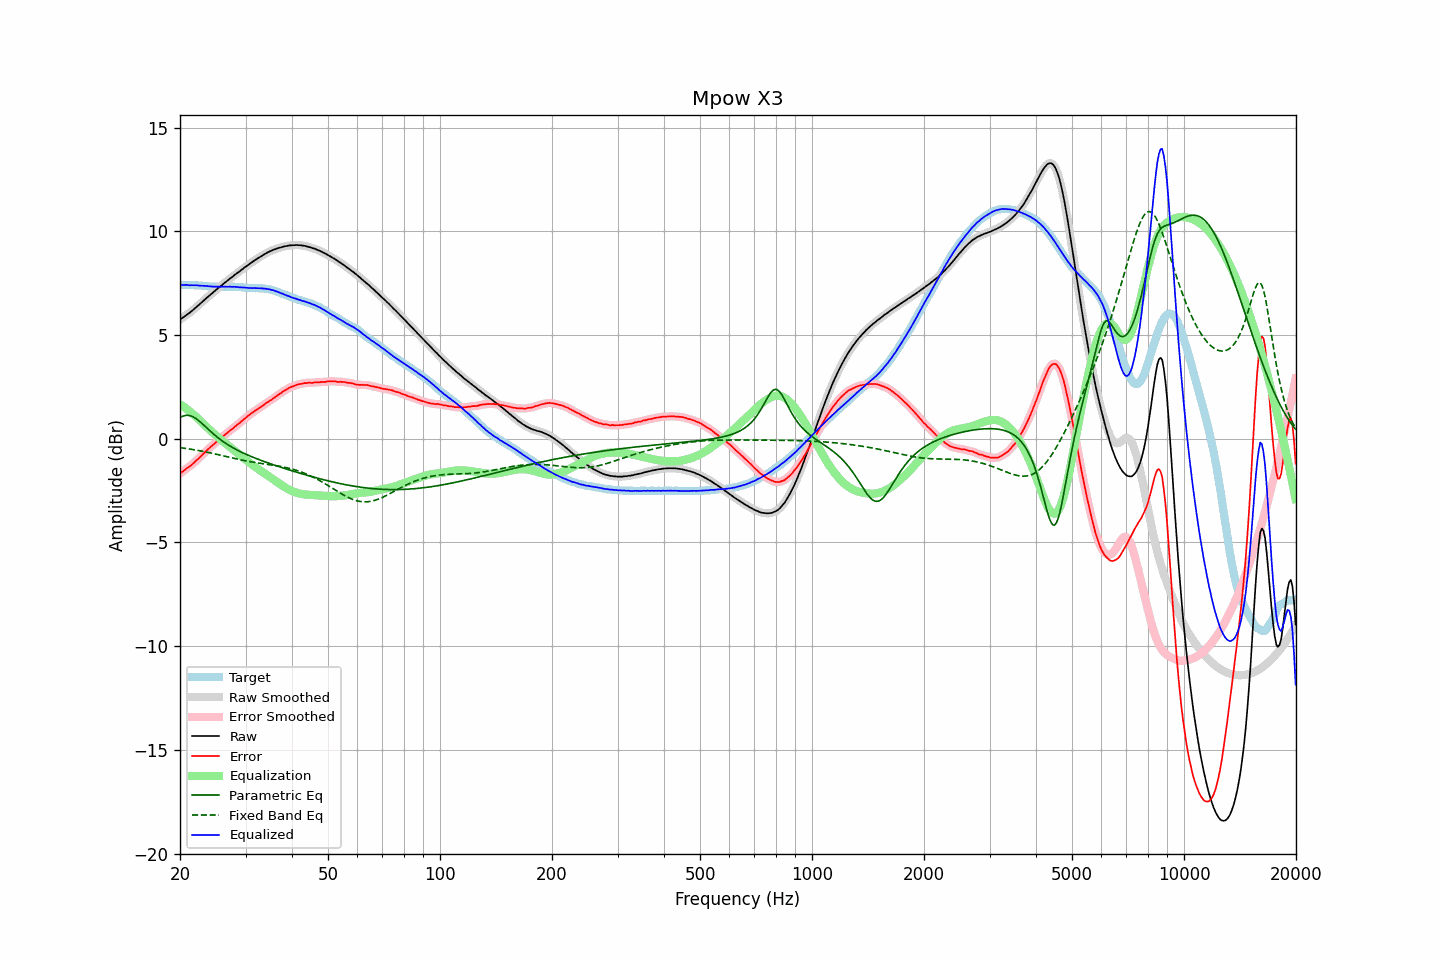 Mpow X3
15
10
5
0
−5
−10
−15
−20
Amplitude (dBr)
Target
Raw Smoothed
Error Smoothed
Raw
Error
Equalization
Parametric Eq
Fixed Band Eq
Equalized
20 50 100 200 500 1000 2000 5000 10000 20000
Frequency (Hz)